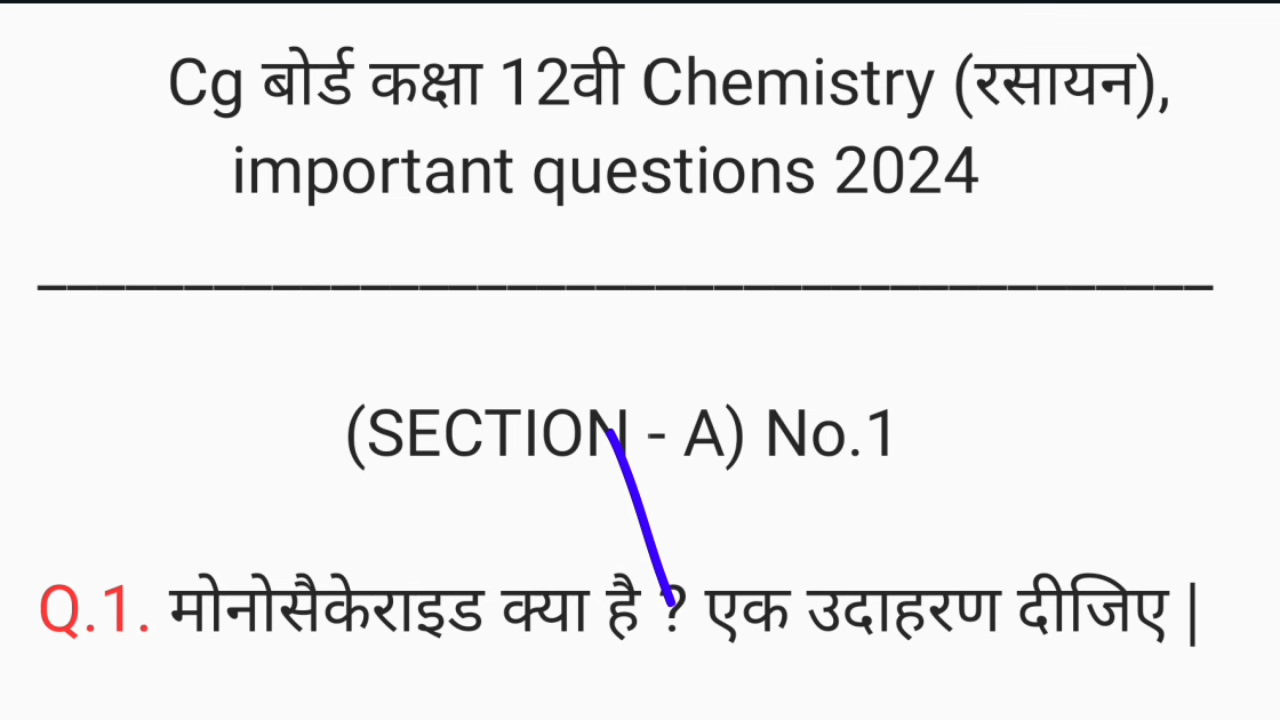 Cg बोर्ड कक्षा 12वी Chemistry (रसायन),
important questions 2024
(SECTION - A) No.1
Q.1. मोनोसैकेराइड क्या है ? एक उदाहरण दीजिए |